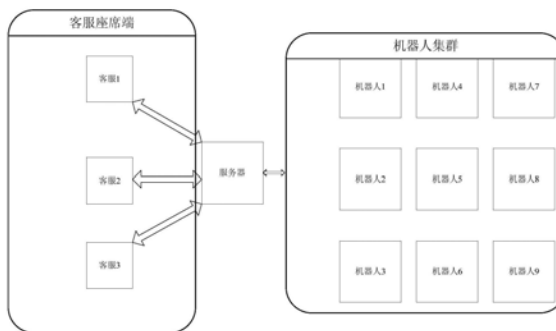 客服座席端
机器人集群
客服1
客服2
客服3
服务器
机器人1
机器人4
机器人7
机器人2
机器人5
机器人8
机器人3
机器人6
机器人9